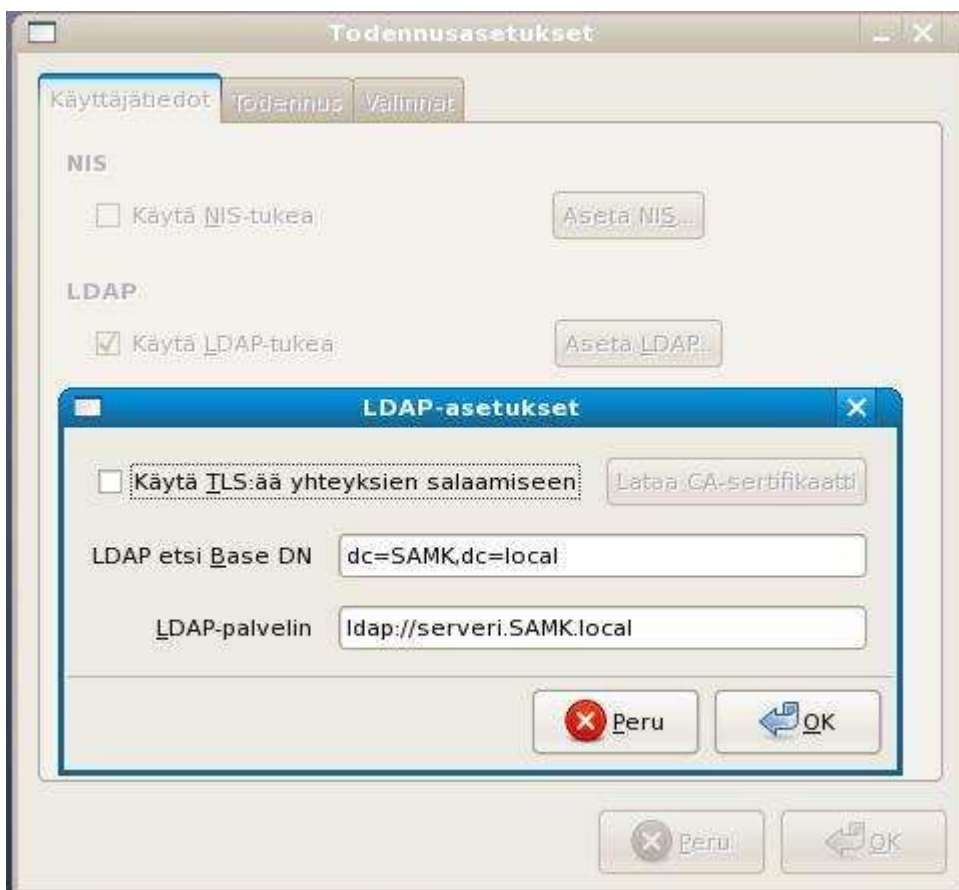 Todennusasetukset
Käyttäjätiedot Todennus Valinnat
NIS
Käytä NIS-tukea Aseta NIS...
LDAP
Käytä LDAP-tukea Aseta LDAP...
LDAP-asetukset
Käytä TLS:ää yhteyksien salaamiseen Lataa CA-sertifikaatti
LDAP etsi Base DN dc=SAMK,dc=local
LDAP-palvelin ldap://serveri.SAMK.local
Peru OK
Peru OK